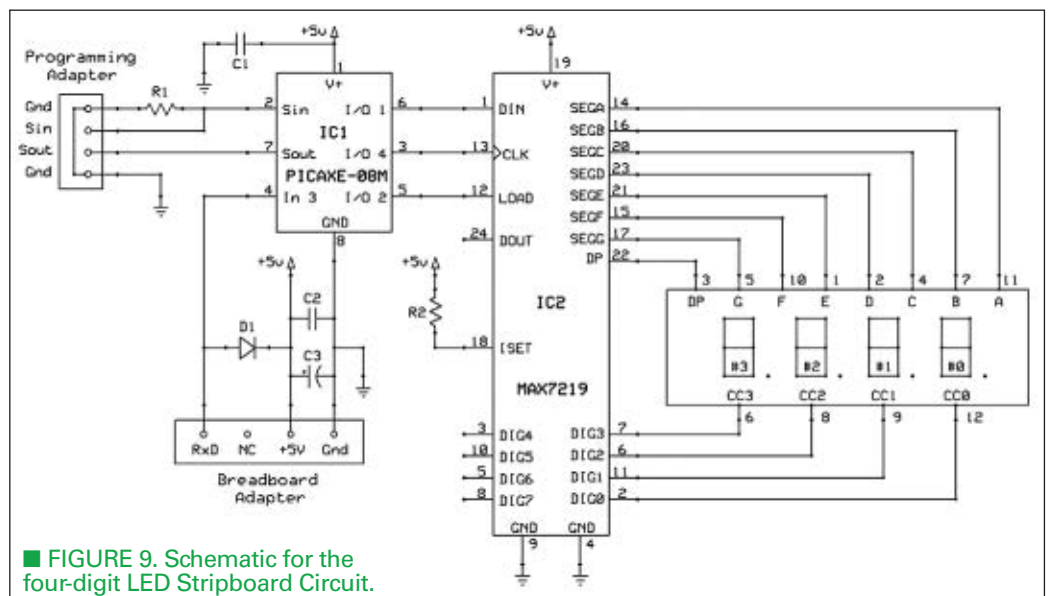 +5v
+5v
Programming
Adapter
C1
1
19
V+
V+
Gnd
R1
2
Sin
I/O 1
6
1
DIN
SEGA
14
Sin
IC1
SEGB
16
Sout
7
Sout
I/O 4
3
13
CLK
SEGC
20
Gnd
PICAXE-08M
SEGD
23
4
In 3
I/O 2
5
12
LOAD
SEGE
21
GND
SEGF
15
8
24
DOUT
SEGG
17
+5v
+5v
DP
22
3
5
10
1
2
4
7
11
DP
G
F
E
D
C
B
A
C2
R2
IC2
D1
18
ISET
#3
#2
#1
#0
C3
+
MAX7219
CC3
CC2
CC1
CC0
6
8
9
12
3
DIG4
DIG3
7
RxD
NC
+5V
Gnd
10
DIG5
DIG2
6
Breadboard
Adapter
5
DIG6
DIG1
11
8
DIG7
DIG0
2
GND
GND
9
4
■ FIGURE 9. Schematic for the
four-digit LED Stripboard Circuit.